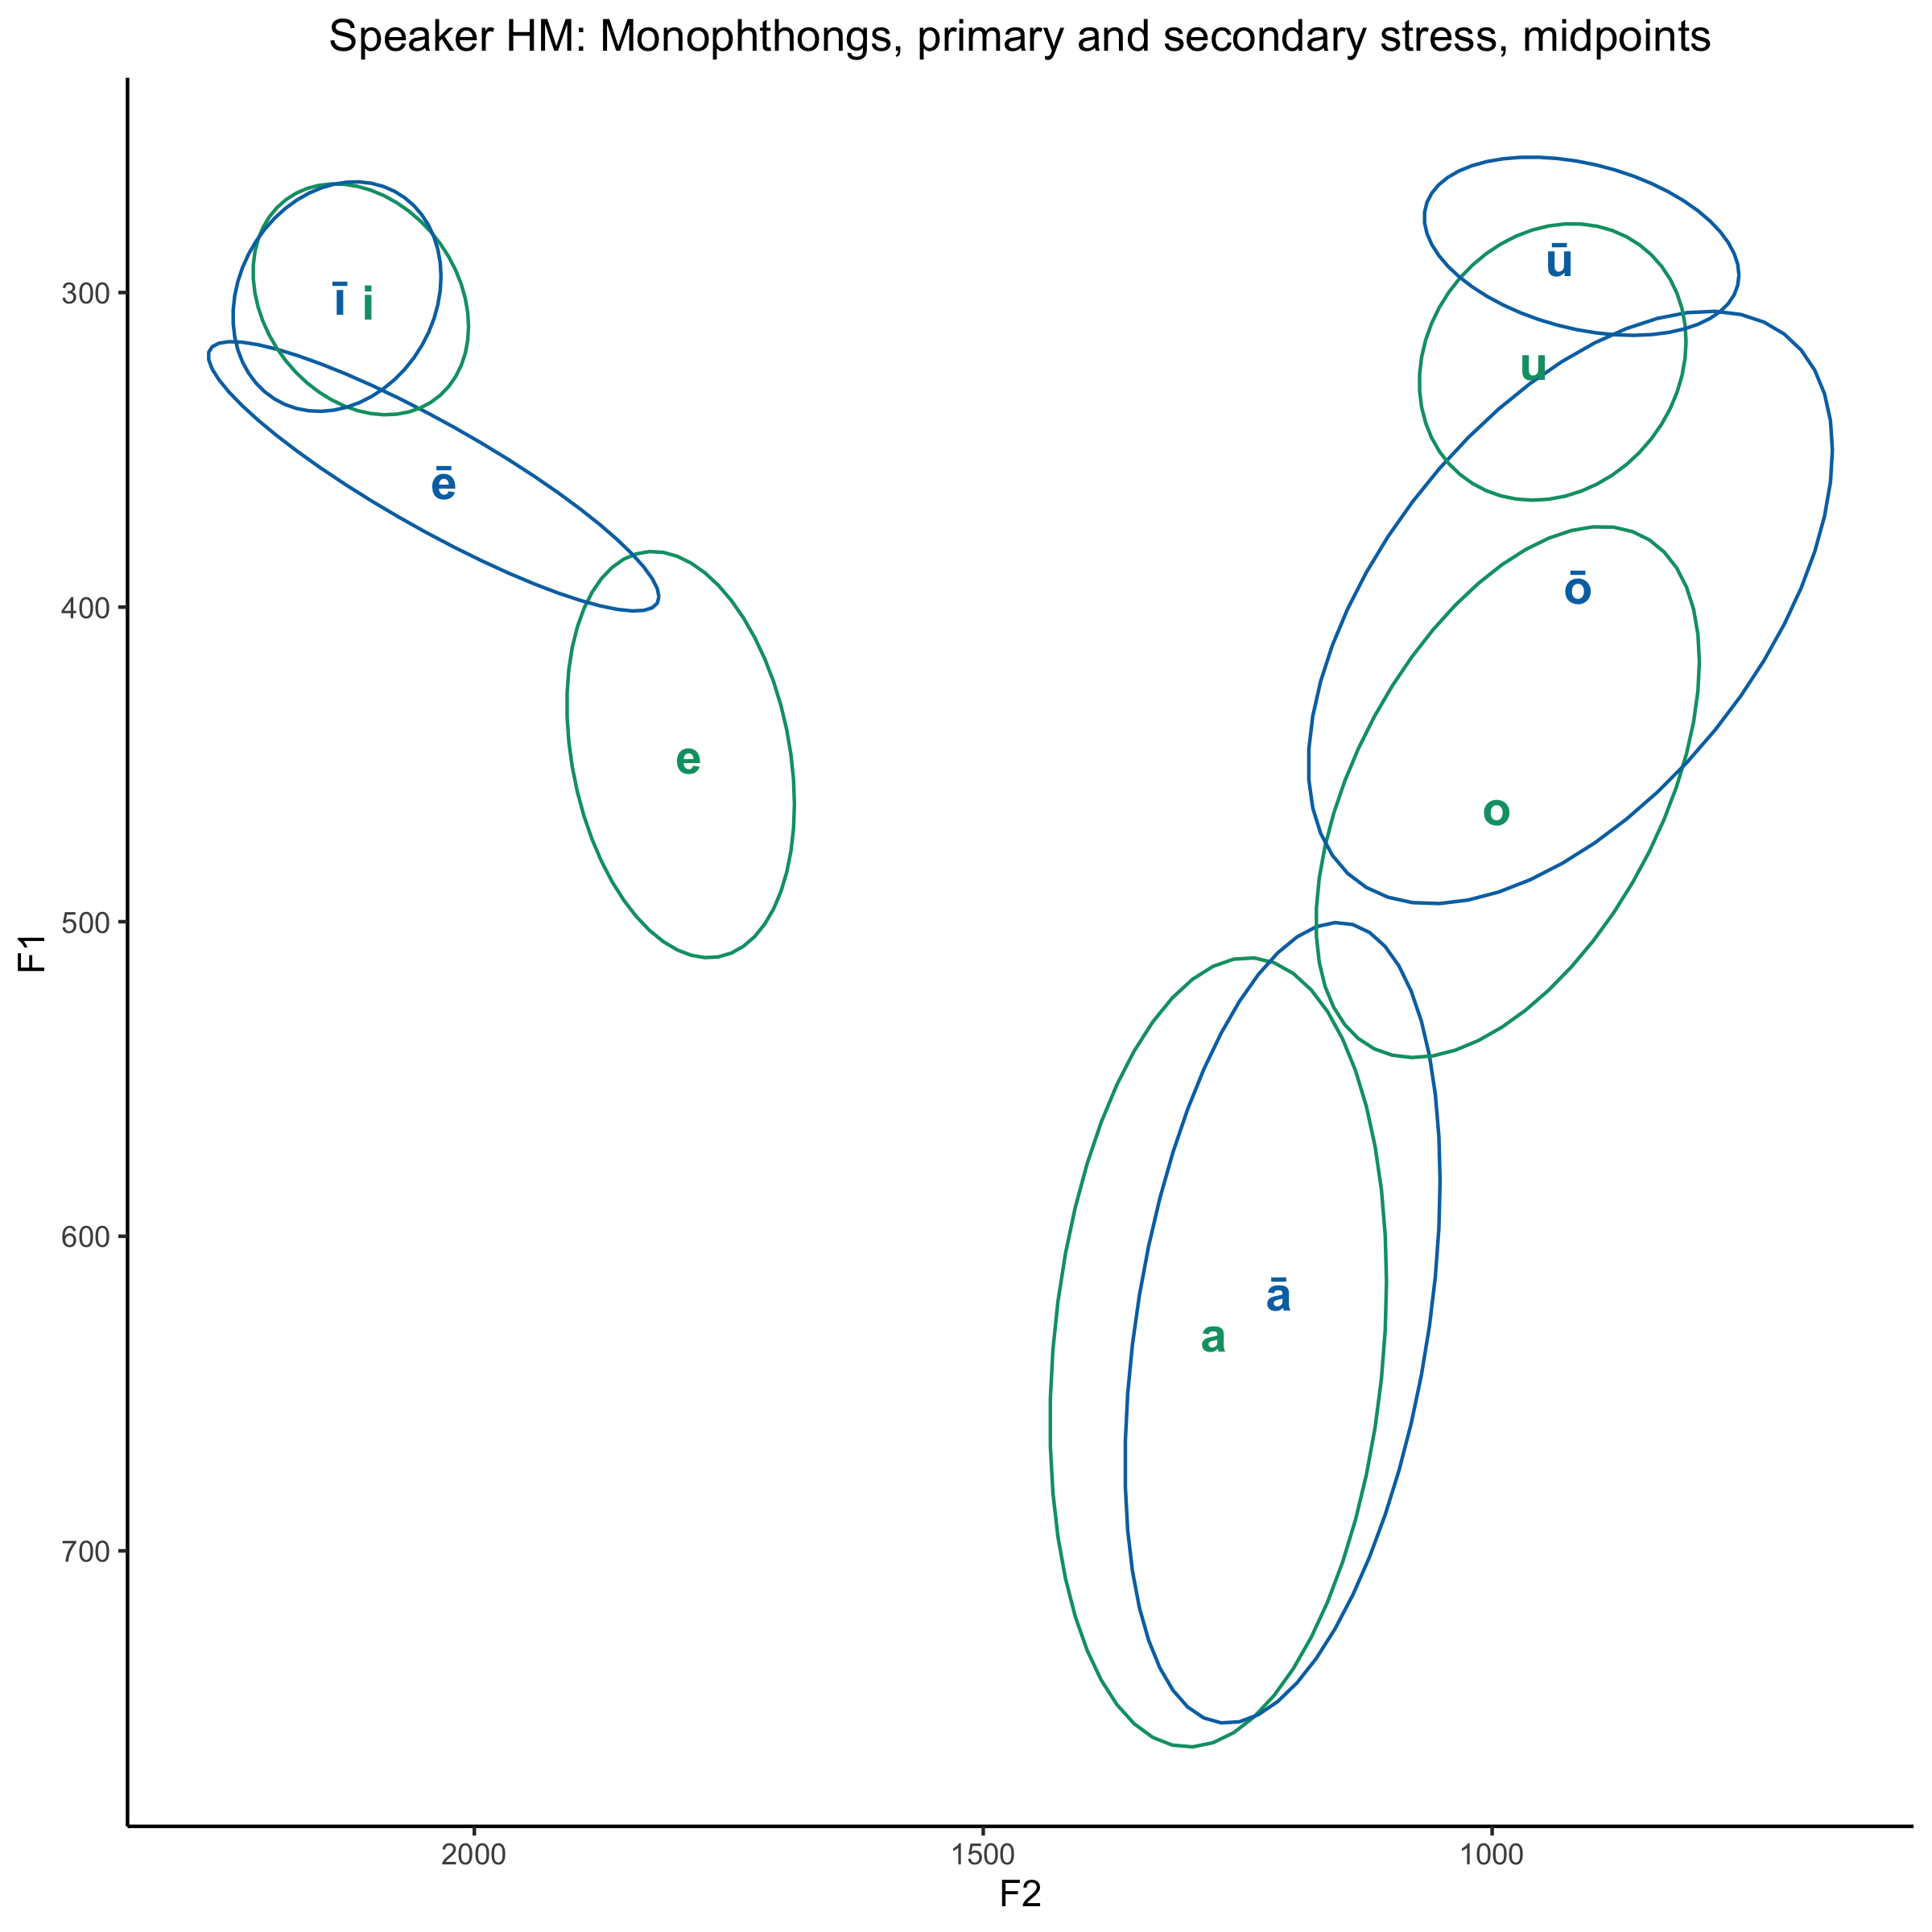 Speaker HM: Monophthongs, primary and secondary stress, midpoints
ū
ī i
300
u
ē
ō
400
e
o
500
F1
600
ā
a
700
2000 1500 1000
F2